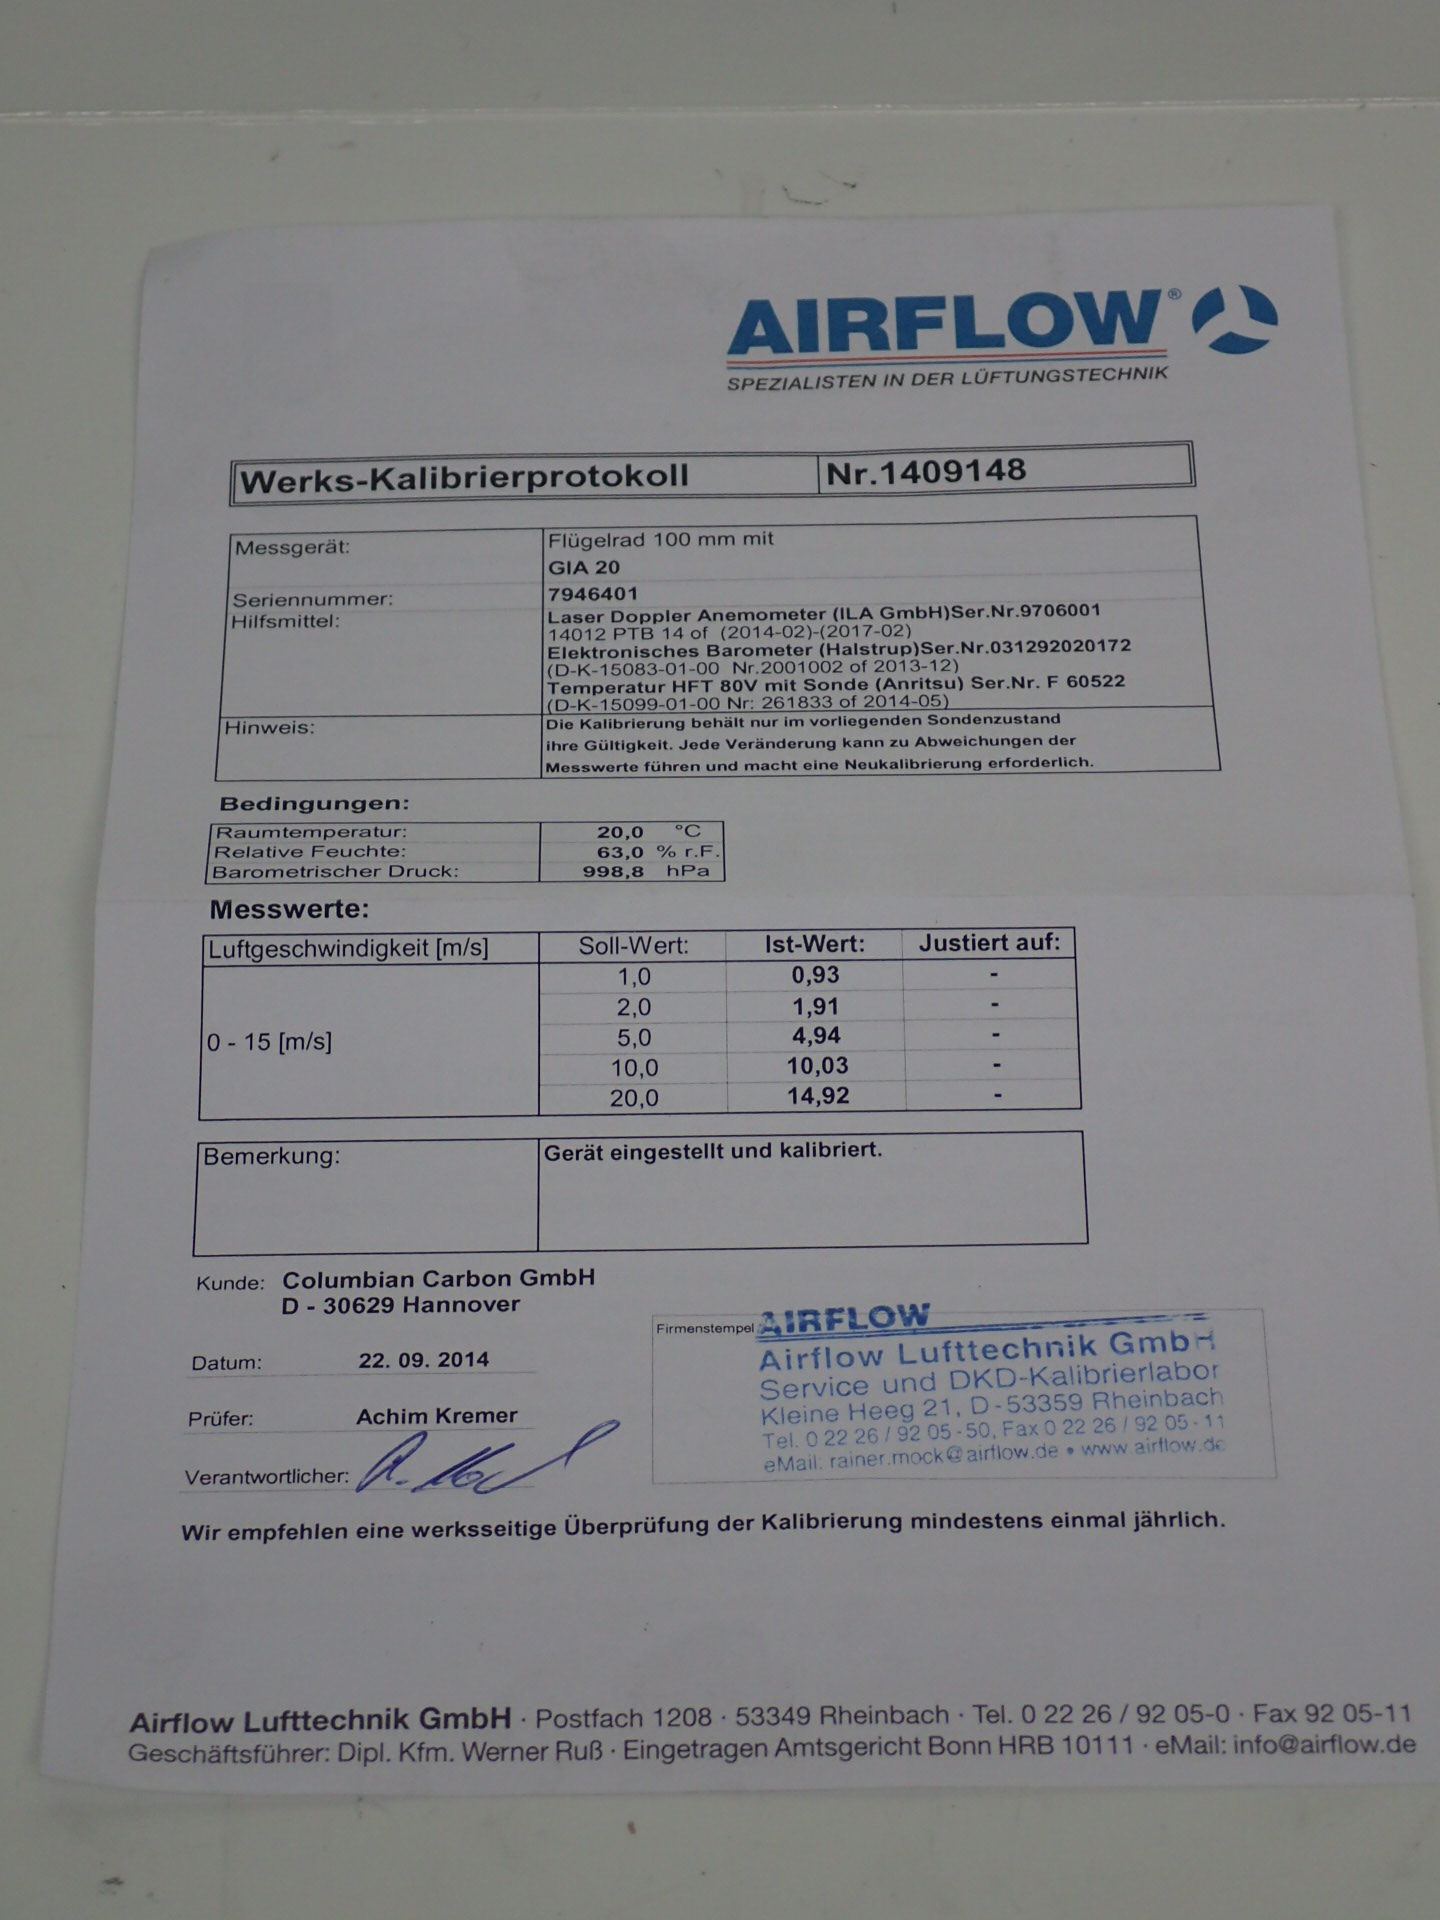 AIRFLOW®
SPEZIALISTEN IN DER LÜFTUNGSTECHNIK
Werks-Kalibrierprotokoll Nr.1409148
Messgerät: Flügelrad 100 mm mit
GIA 20
Seriennummer: 7946401
Hilfsmittel: Laser Doppler Anemometer (ILA GmbH)Ser.Nr.9706001
14012 PTB 14 of (2014-02)-(2017-02)
Elektronisches Barometer (Halstrup)Ser.Nr.031292020172
(D-K-15083-01-00 Nr.2001002 of 2013-12)
Temperatur HFT 80V mit Sonde (Anritsu) Ser.Nr. F 60522
(D-K-15099-01-00 Nr: 261833 of 2014-05)
Hinweis: Die Kalibrierung behält nur im vorliegenden Sondenzustand
ihre Gültigkeit. Jede Veränderung kann zu Abweichungen der
Messwerte führen und macht eine Neukalibrierung erforderlich.
Bedingungen:
Raumtemperatur: 20,0 °C
Relative Feuchte: 63,0 % r.F.
Barometrischer Druck: 998,8 hPa
Messwerte:
Luftgeschwindigkeit [m/s] Soll-Wert: Ist-Wert: Justiert auf:
1,0 0,93 -
2,0 1,91 -
0 - 15 [m/s] 5,0 4,94 -
10,0 10,03 -
20,0 14,92 -
Bemerkung: Gerät eingestellt und kalibriert.
Kunde: Columbian Carbon GmbH
D - 30629 Hannover
Datum: 22. 09. 2014
Prüfer: Achim Kremer
Verantwortlicher:
Firmenstempel AIRFLOW
Airflow Lufttechnik GmbH
Service und DKD-Kalibrierlabor
Kleine Heeg 21, D-53359 Rheinbach
Tel. 0 22 26 / 92 05-50, Fax 0 22 26 / 92 05-11
eMail: rainer.mock@airflow.de • www.airflow.de
Wir empfehlen eine werksseitige Überprüfung der Kalibrierung mindestens einmal jährlich.
Airflow Lufttechnik GmbH · Postfach 1208 · 53349 Rheinbach · Tel. 0 22 26 / 92 05-0 · Fax 92 05-11
Geschäftsführer: Dipl. Kfm. Werner Ruß · Eingetragen Amtsgericht Bonn HRB 10111 · eMail: info@airflow.de